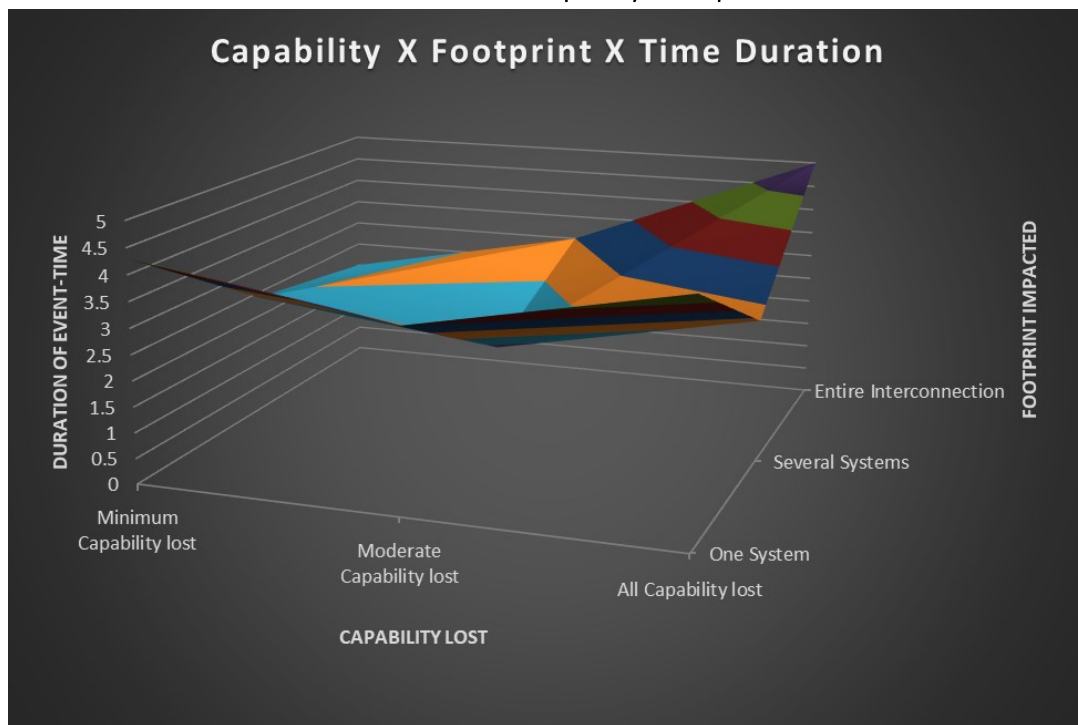 Capability X Footprint X Time Duration
DURATION OF EVENT-TIME
5
4.5
4
3.5
3
2.5
2
1.5
1
0.5
0
Minimum
Capability lost
Moderate
Capability lost
All Capability lost
CAPABILITY LOST
Entire Interconnection
Several Systems
One System
FOOTPRINT IMPACTED